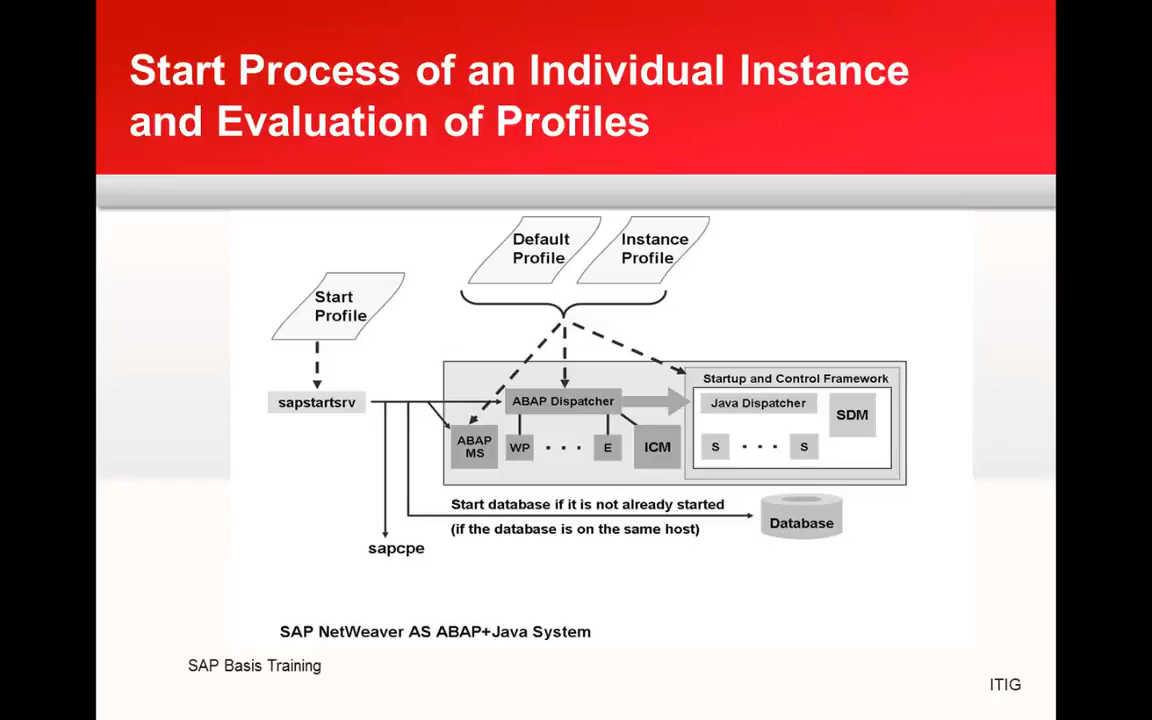 Start Process of an Individual Instance
and Evaluation of Profiles
Default
Profile
Instance
Profile
Start
Profile
Startup and Control Framework
sapstartsrv
ABAP Dispatcher
Java Dispatcher
SDM
ABAP
MS
WP
. . .
E
ICM
S
. . .
S
Start database if it is not already started
(if the database is on the same host)
Database
sapcpe
SAP NetWeaver AS ABAP+Java System
SAP Basis Training
ITIG